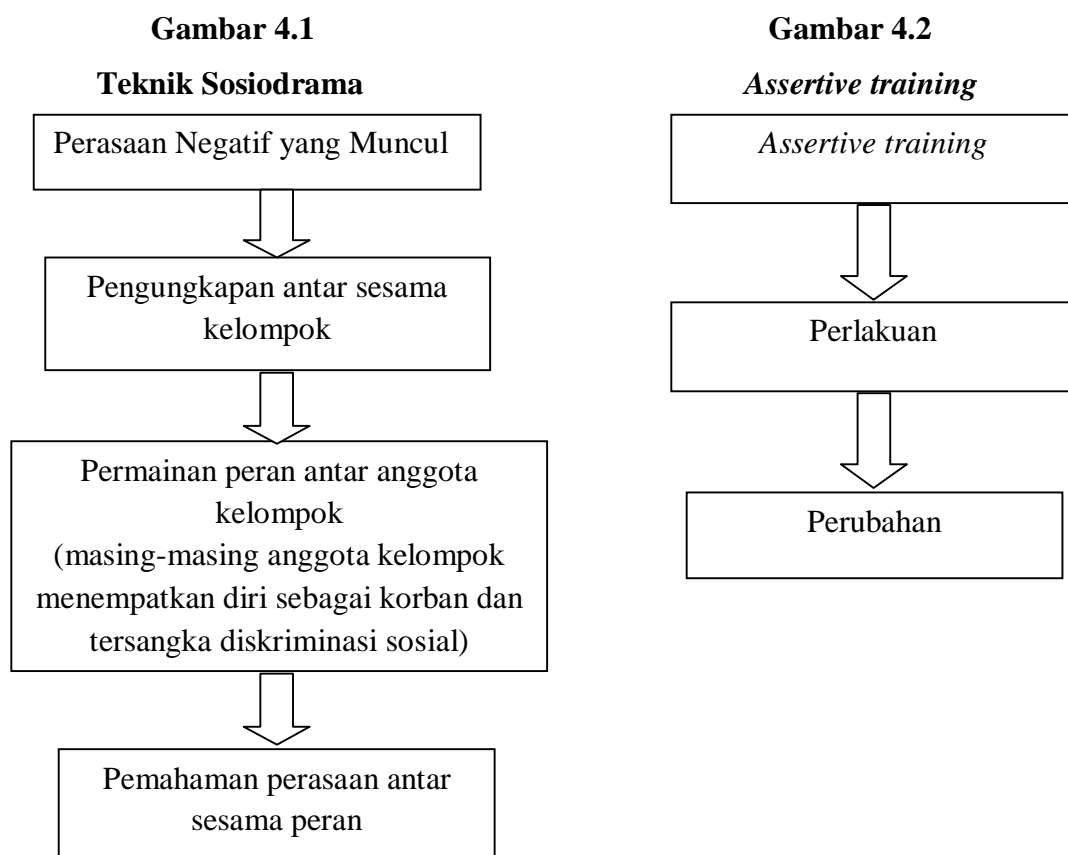 Gambar 4.1
Teknik Sosiodrama
Perasaan Negatif yang Muncul
Pengungkapan antar sesama
kelompok
Permainan peran antar anggota
kelompok
(masing-masing anggota kelompok
menempatkan diri sebagai korban dan
tersangka diskriminasi sosial)
Pemahaman perasaan antar
sesama peran
Gambar 4.2
Assertive training
Assertive training
Perlakuan
Perubahan